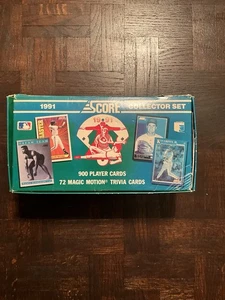 1991 SCORE COLLECTOR SET
900 PLAYER CARDS
72 MAGIC MOTION® TRIVIA CARDS